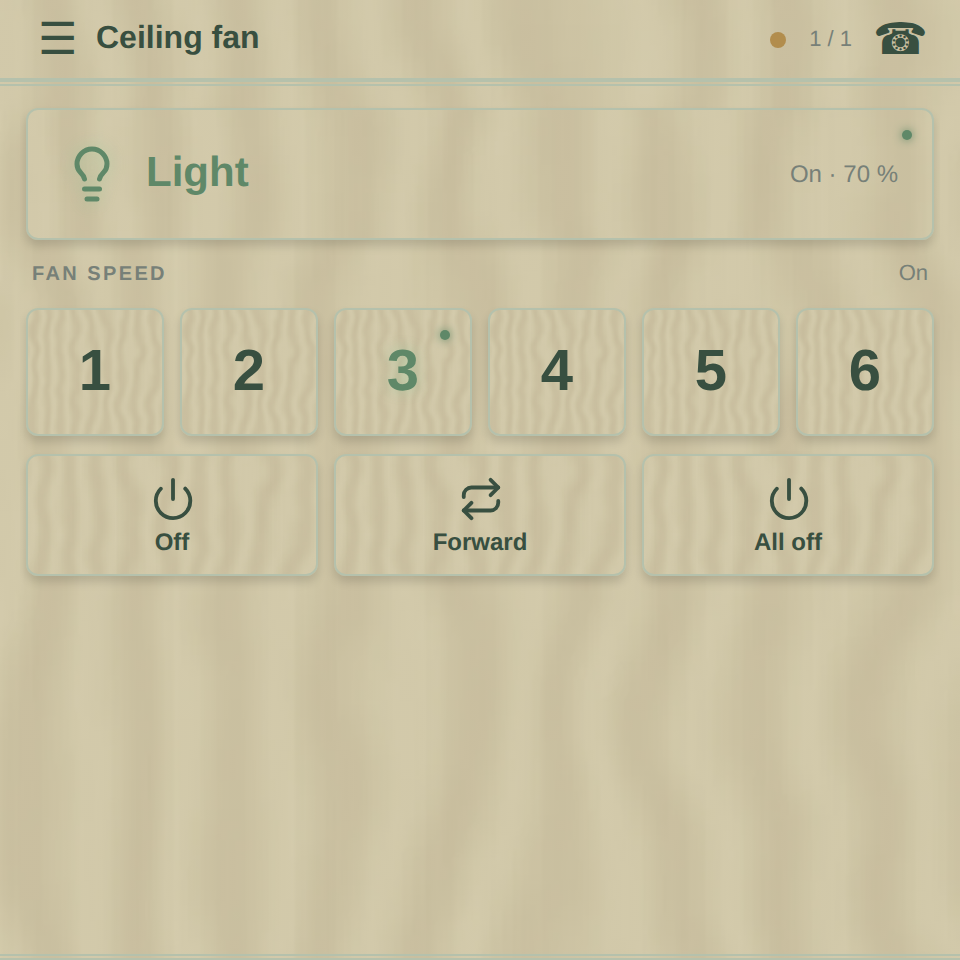 Ceiling fan
1 / 1
Light
On · 70 %
FAN SPEED
On
1 2 3 4 5 6
Off
Forward
All off